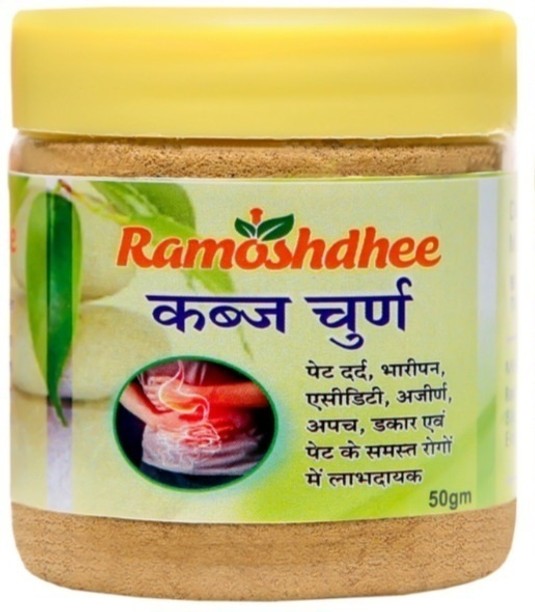 Ramoshdhee
कब्ज चुर्ण
पेट दर्द, भारीपन,
एसीडिटी, अजीर्ण,
अपच, डकार एवं
पेट के समस्त रोगों
में लाभदायक
50gm